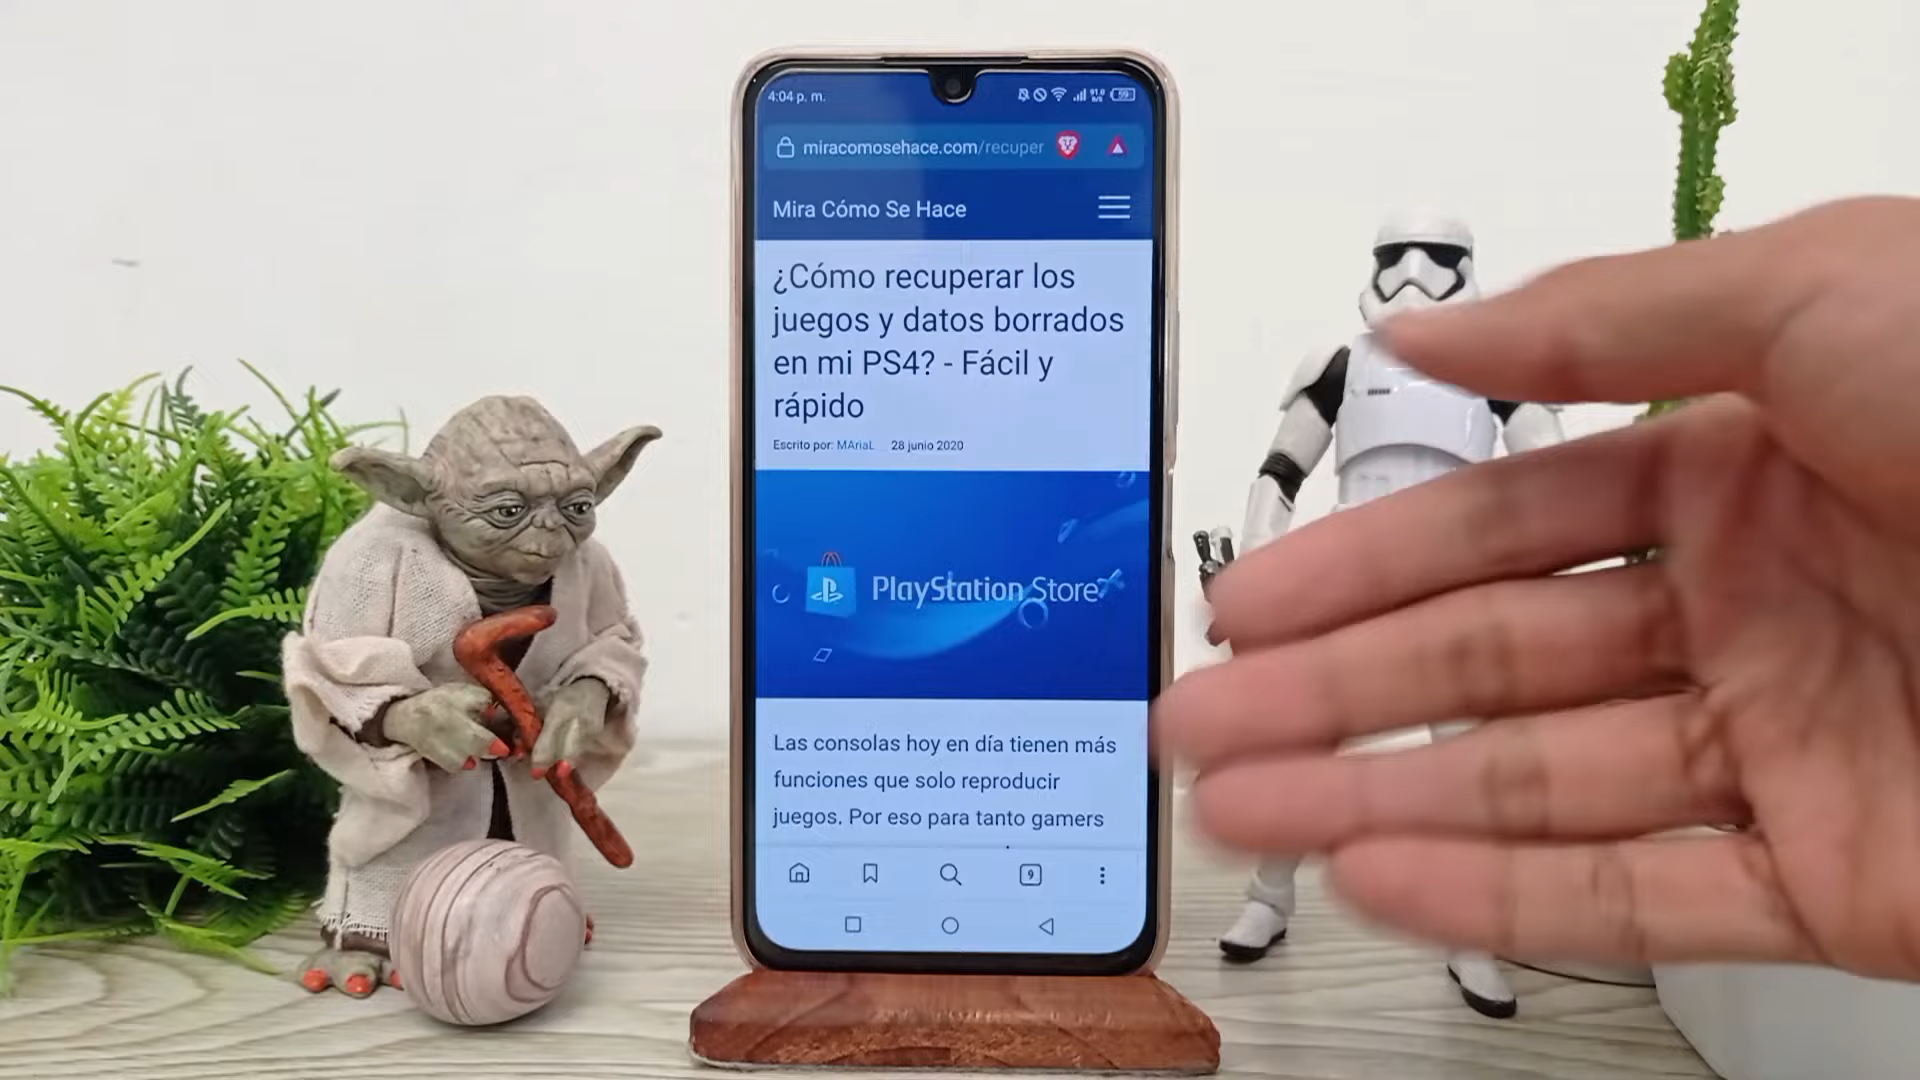 4:04 p. m.
59
miracomosehace.com/recuper
Mira Cómo Se Hace
¿Cómo recuperar los
juegos y datos borrados
en mi PS4? - Fácil y
rápido
Escrito por: MAriaL 28 junio 2020
PlayStation Store
Las consolas hoy en día tienen más
funciones que solo reproducir
juegos. Por eso para tanto gamers
9